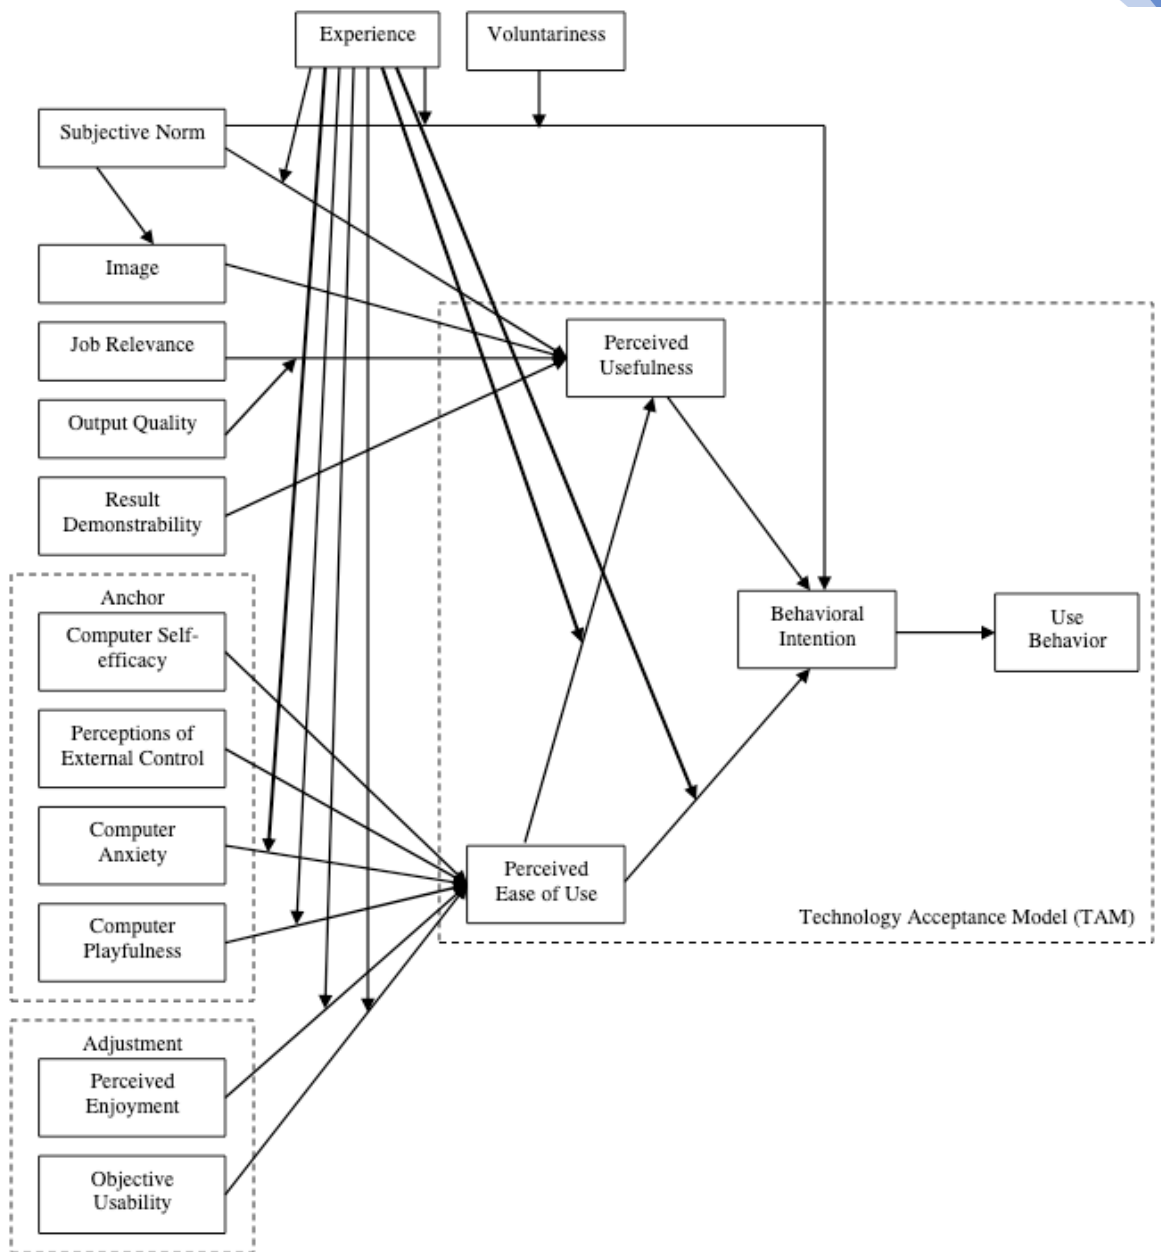 Experience
Voluntariness
Subjective Norm
Image
Job Relevance
Output Quality
Result
Demonstrability
Perceived
Usefulness
Anchor
Computer Self-
efficacy
Perceptions of
External Control
Computer
Anxiety
Computer
Playfulness
Behavioral
Intention
Use
Behavior
Perceived
Ease of Use
Technology Acceptance Model (TAM)
Adjustment
Perceived
Enjoyment
Objective
Usability